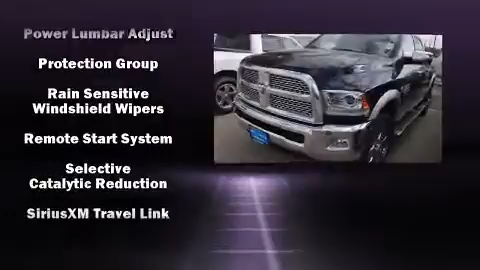 Power Lumbar Adjust
Protection Group
Rain Sensitive
Windshield Wipers
Remote Start System
Selective
Catalytic Reduction
SiriusXM Travel Link